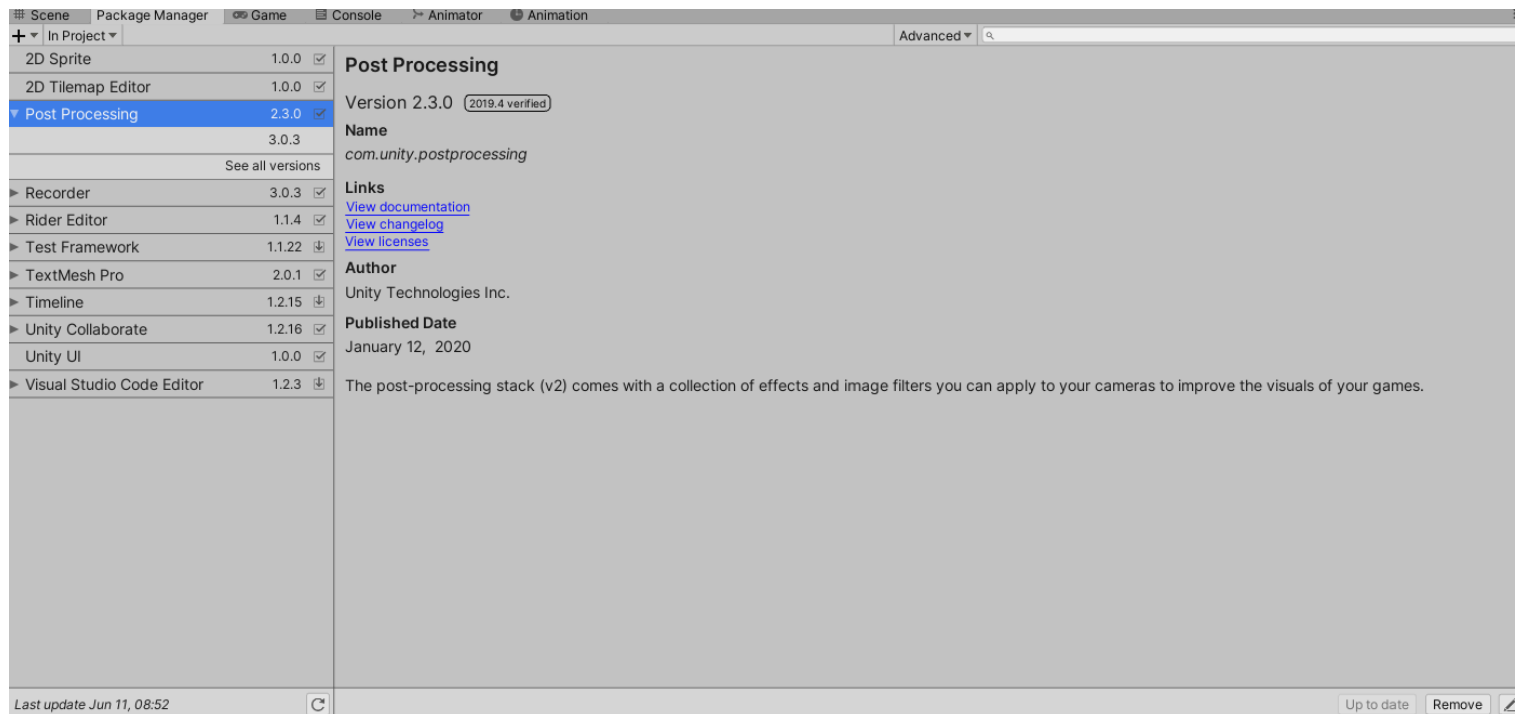 Scene Package Manager Game Console Animator Animation
In Project Advanced
2D Sprite 1.0.0
2D Tilemap Editor 1.0.0
Post Processing 2.3.0
3.0.3
See all versions
Recorder 3.0.3
Rider Editor 1.1.4
Test Framework 1.1.22
TextMesh Pro 2.0.1
Timeline 1.2.15
Unity Collaborate 1.2.16
Unity UI 1.0.0
Visual Studio Code Editor 1.2.3
Last update Jun 11, 08:52
Post Processing
Version 2.3.0 2019.4 verified
Name
com.unity.postprocessing
Links
View documentation
View changelog
View licenses
Author
Unity Technologies Inc.
Published Date
January 12, 2020
The post-processing stack (v2) comes with a collection of effects and image filters you can apply to your cameras to improve the visuals of your games.
Up to date Remove